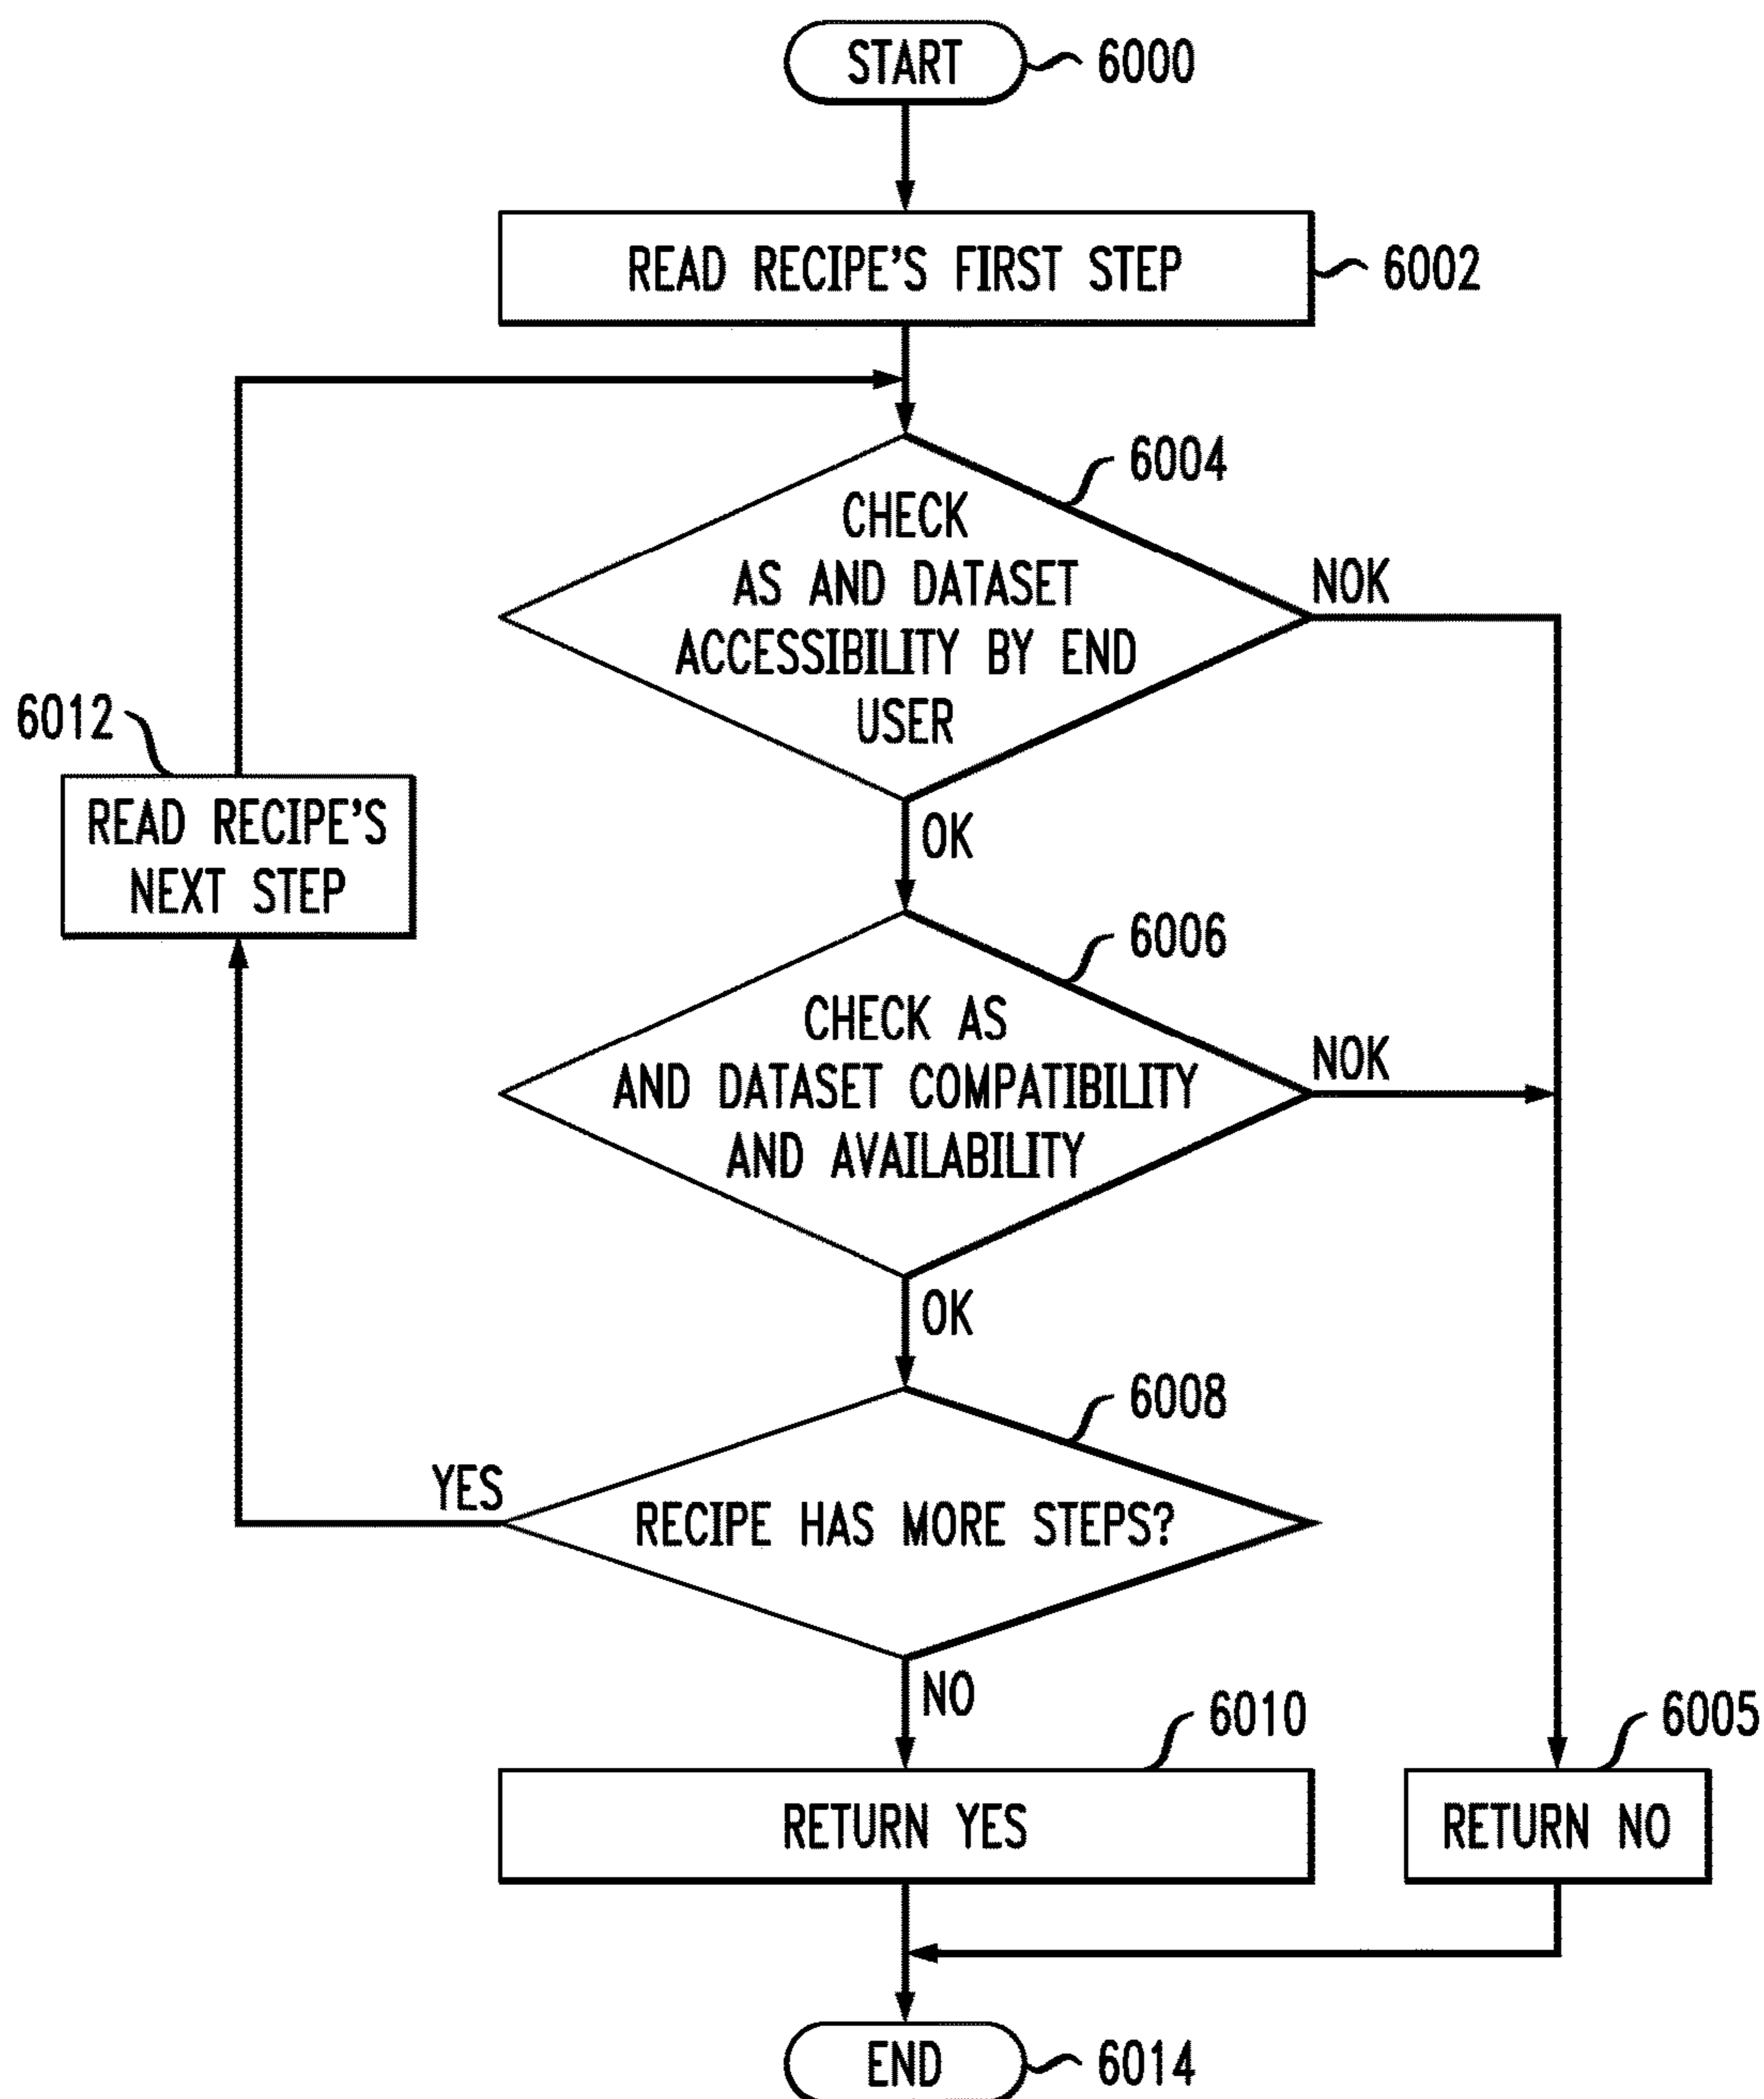 START
6000
READ RECIPE'S FIRST STEP
6002
6004
CHECK
AS AND DATASET
ACCESSIBILITY BY END
USER
NOK
OK
6012
READ RECIPE'S
NEXT STEP
6006
CHECK AS
AND DATASET COMPATIBILITY
AND AVAILABILITY
NOK
OK
6008
YES
RECIPE HAS MORE STEPS?
NO
6010
RETURN YES
6005
RETURN NO
END
6014